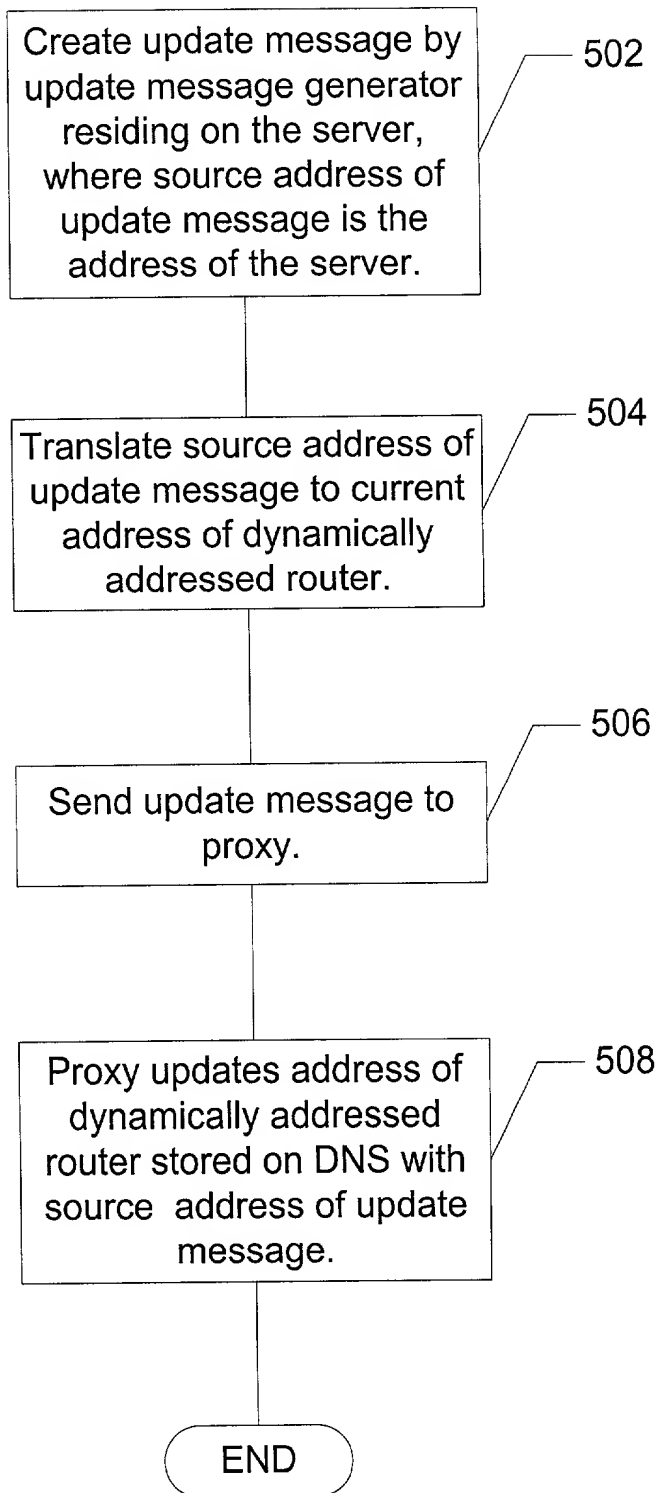 Create update message by
update message generator
residing on the server,
where source address of
update message is the
address of the server.
502
Translate source address of
update message to current
address of dynamically
addressed router.
504
Send update message to
proxy.
506
Proxy updates address of
dynamically addressed
router stored on DNS with
source address of update
message.
508
END